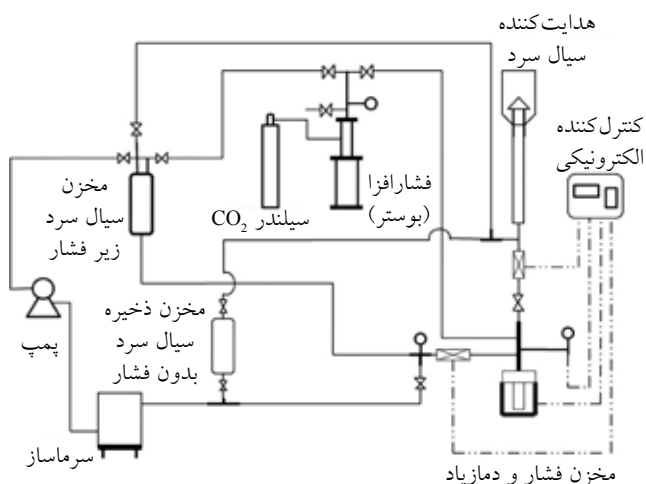 هدایت‌کننده
سیال سرد
کنترل‌کننده
الکترونیکی
فشارافزا
(بوستر)
سیلندر CO₂
مخزن
سیال سرد
زیر فشار
مخزن ذخیره
سیال سرد
بدون فشار
پمپ
سرماساز
مخزن فشار و دمازیاد